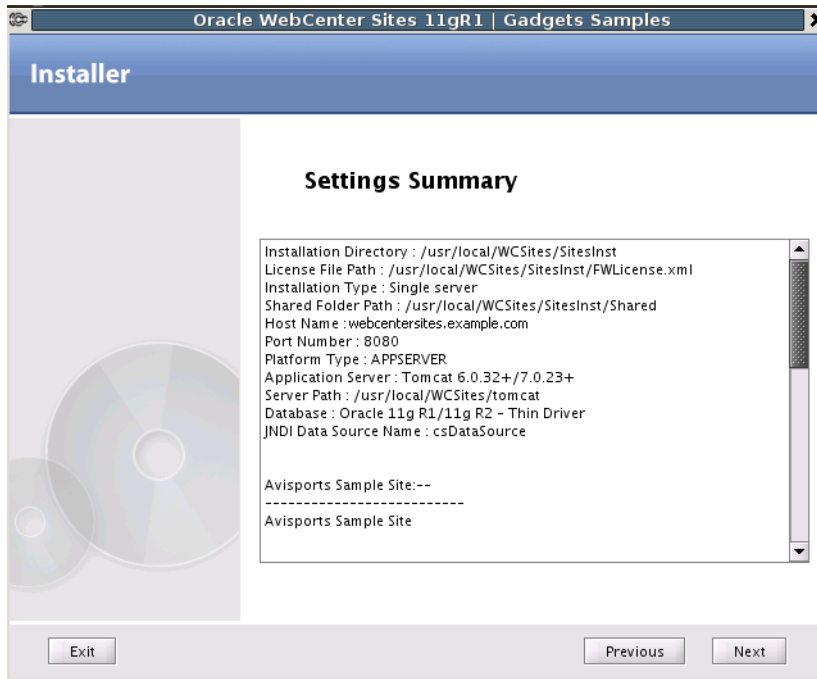 Oracle WebCenter Sites 11gR1 | Gadgets Samples
Installer
Settings Summary
Installation Directory : /usr/local/WCSites/SitesInst
License File Path : /usr/local/WCSites/SitesInst/FWLicense.xml
Installation Type : Single server
Shared Folder Path : /usr/local/WCSites/SitesInst/Shared
Host Name : webcentersites.example.com
Port Number : 8080
Platform Type : APPSERVER
Application Server : Tomcat 6.0.32+/7.0.23+
Server Path : /usr/local/WCSites/tomcat
Database : Oracle 11g R1/11g R2 - Thin Driver
JNDI Data Source Name : csDataSource
Avisports Sample Site:--
--------------------------
Avisports Sample Site
Exit
Previous
Next